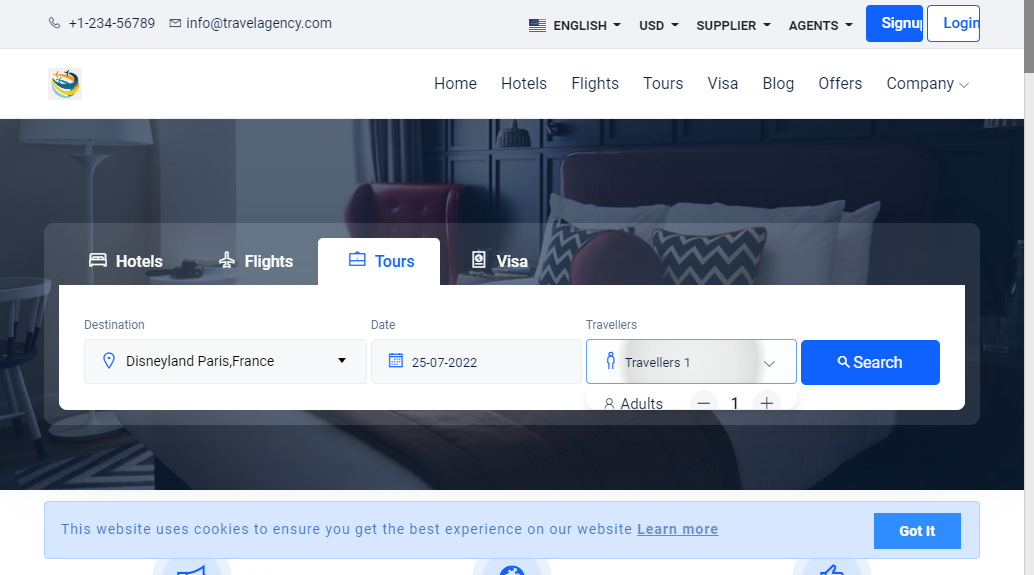 +1-234-56789 info@travelagency.com ENGLISH USD SUPPLIER AGENTS Signup Login
Home Hotels Flights Tours Visa Blog Offers Company
Hotels Flights Tours Visa
Destination Date Travellers
Disneyland Paris,France 25-07-2022 Travellers 1 Search
Adults 1
This website uses cookies to ensure you get the best experience on our website Learn more Got It